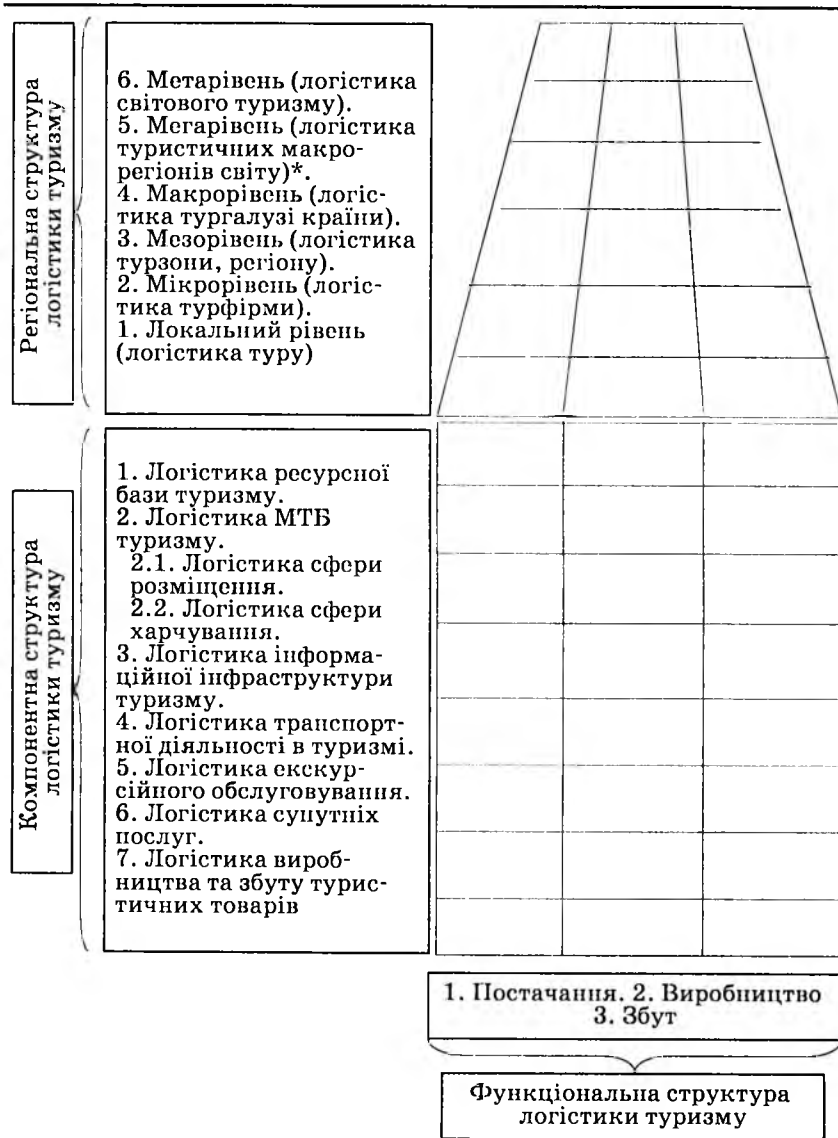 Регіональна структура
логістики туризму
6. Метарівень (логістика
світового туризму).
5. Мегарівень (логістика
туристичних макро-
регіонів світу)*.
4. Макрорівень (логіс-
тика тургалузі країни).
3. Мезорівень (логістика
турзони, регіону).
2. Мікрорівень (логіс-
тика турфірми).
1. Локальний рівень
(логістика туру)
Компонентна структура
логістики туризму
1. Логістика ресурсної
бази туризму.
2. Логістика МТБ
туризму.
2.1. Логістика сфери
розміщення.
2.2. Логістика сфери
харчування.
3. Логістика інформа-
ційної інфраструктури
туризму.
4. Логістика транспорт-
ної діяльності в туризмі.
5. Логістика екскур-
сійного обслуговування.
6. Логістика супутніх
послуг.
7. Логістика вироб-
ництва та збуту турис-
тичних товарів
1. Постачання. 2. Виробництво
3. Збут
Функціональна структура
логістики туризму